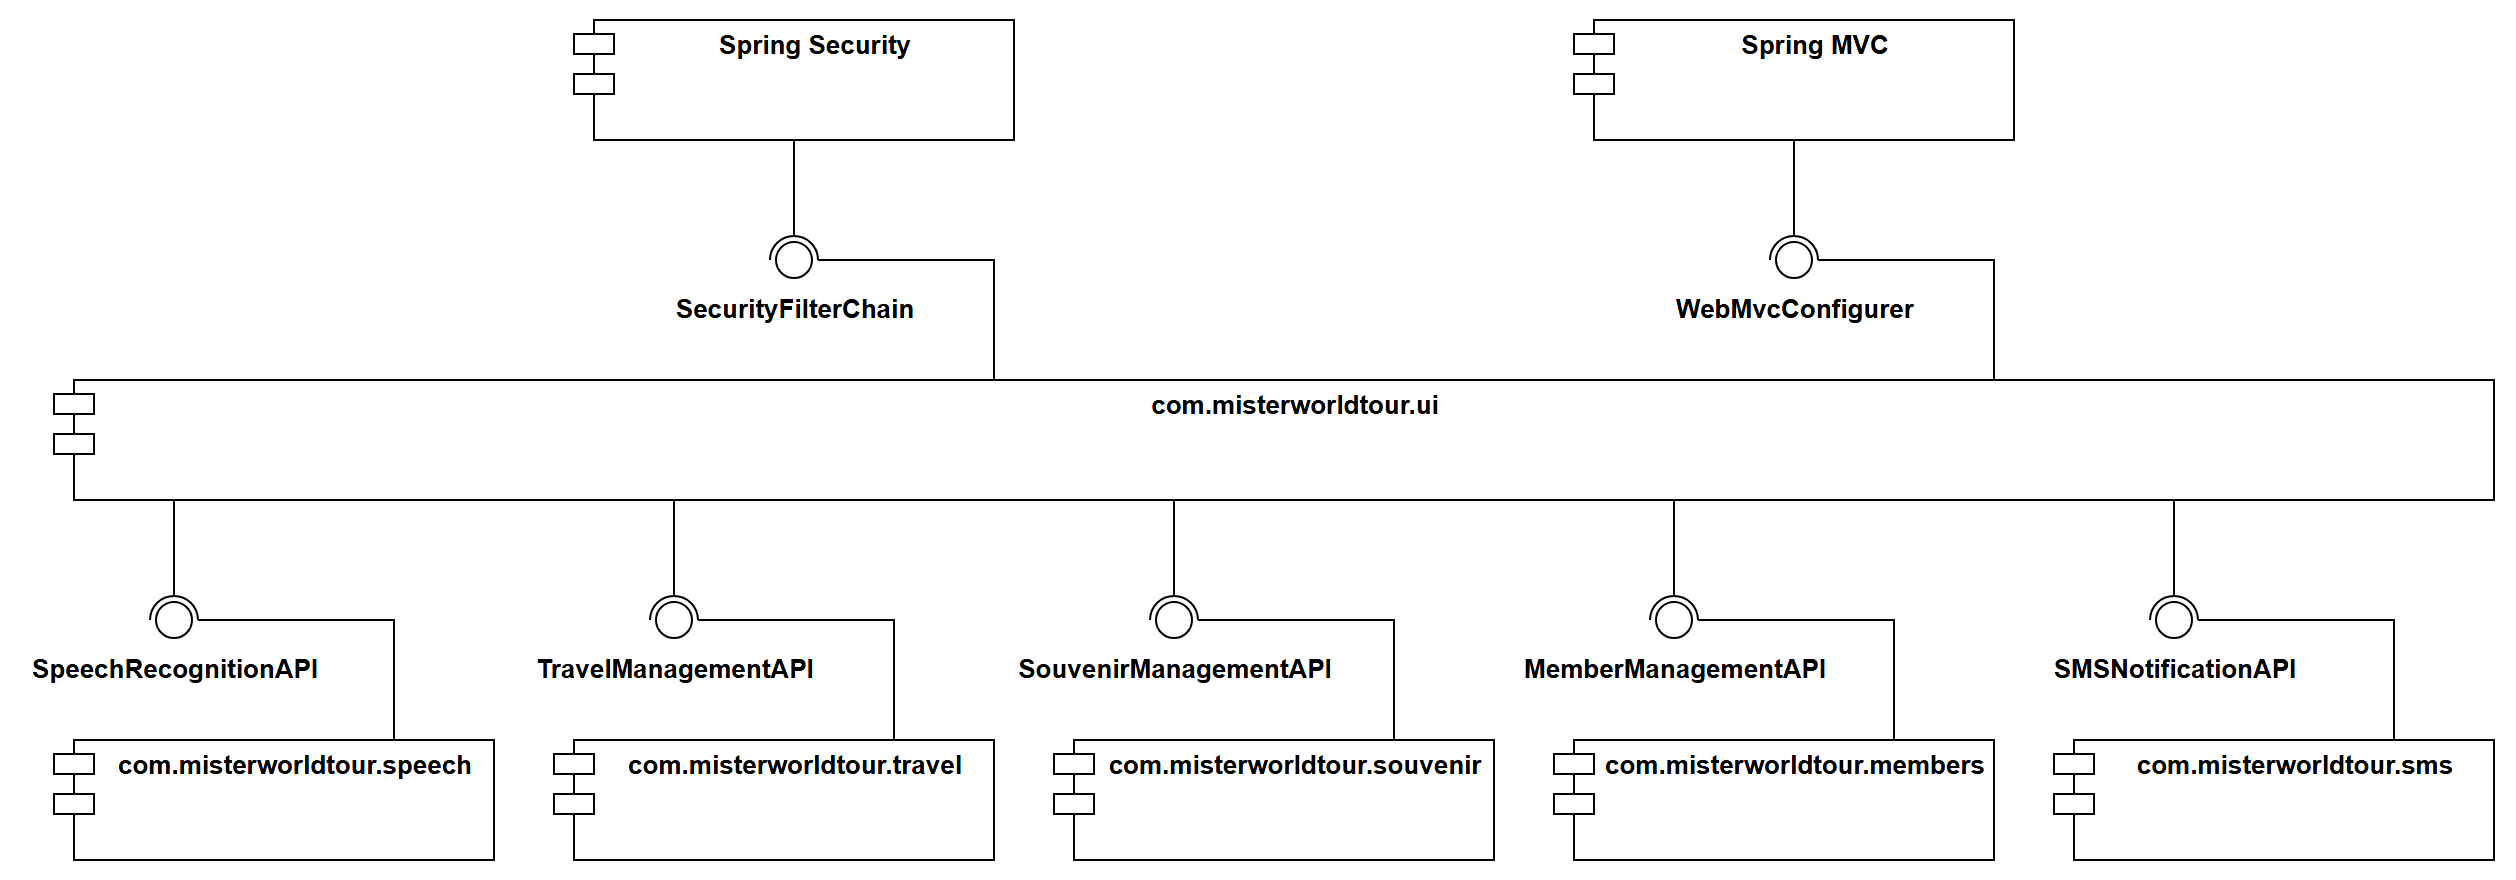 Spring Security
Spring MVC
SecurityFilterChain
WebMvcConfigurer
com.misterworldtour.ui
SpeechRecognitionAPI
TravelManagementAPI
SouvenirManagementAPI
MemberManagementAPI
SMSNotificationAPI
com.misterworldtour.speech
com.misterworldtour.travel
com.misterworldtour.souvenir
com.misterworldtour.members
com.misterworldtour.sms